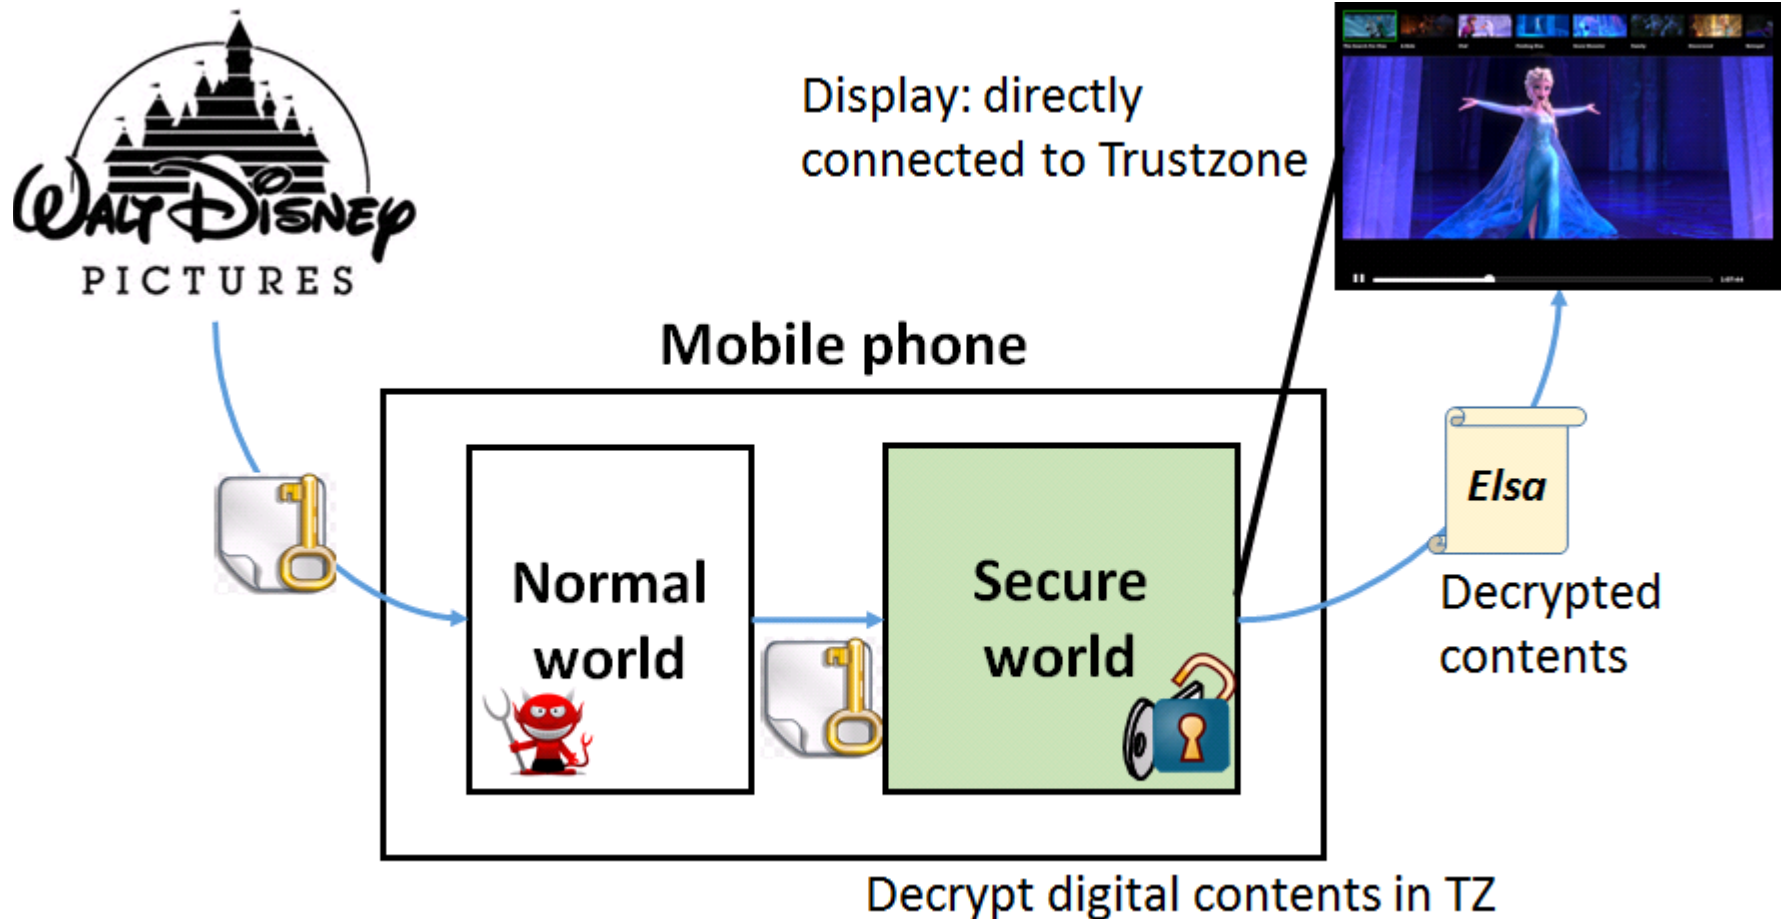 WALT DISNEY
PICTURES
Display: directly
connected to Trustzone
Mobile phone
Normal
world
Secure
world
Elsa
Decrypted
contents
Decrypt digital contents in TZ